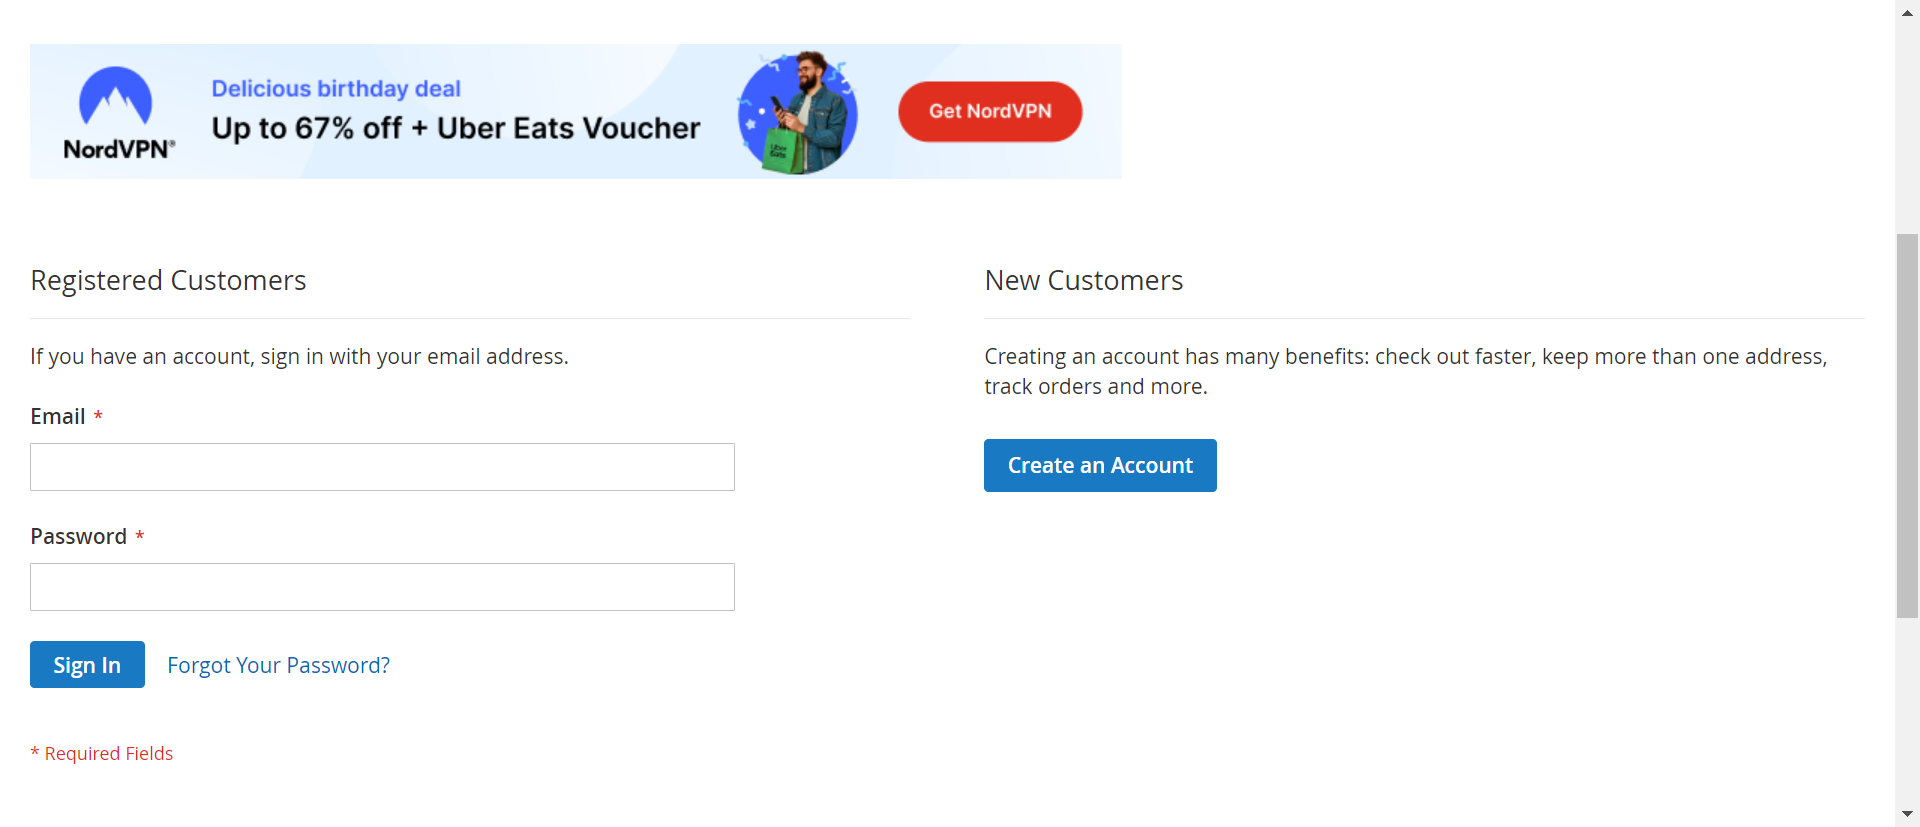 Delicious birthday deal
Up to 67% off + Uber Eats Voucher
NordVPN®
Uber
Eats
Get NordVPN
Registered Customers
If you have an account, sign in with your email address.
Email *
Password *
Sign In
Forgot Your Password?
* Required Fields
New Customers
Creating an account has many benefits: check out faster, keep more than one address,
track orders and more.
Create an Account